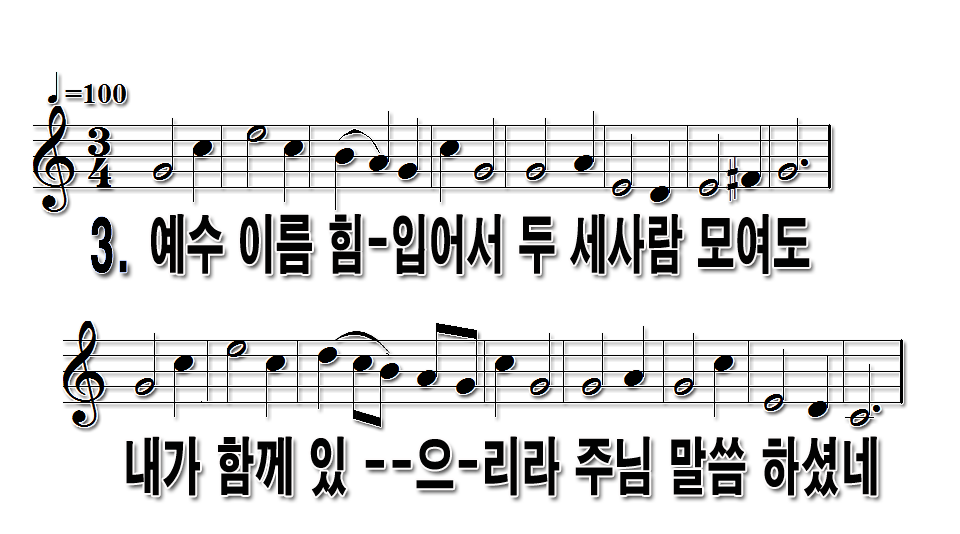 =100
3
4
3. 예수 이름 힘-입어서 두 세사람 모여도
내가 함께 있 --으-리라 주님 말씀 하셨네